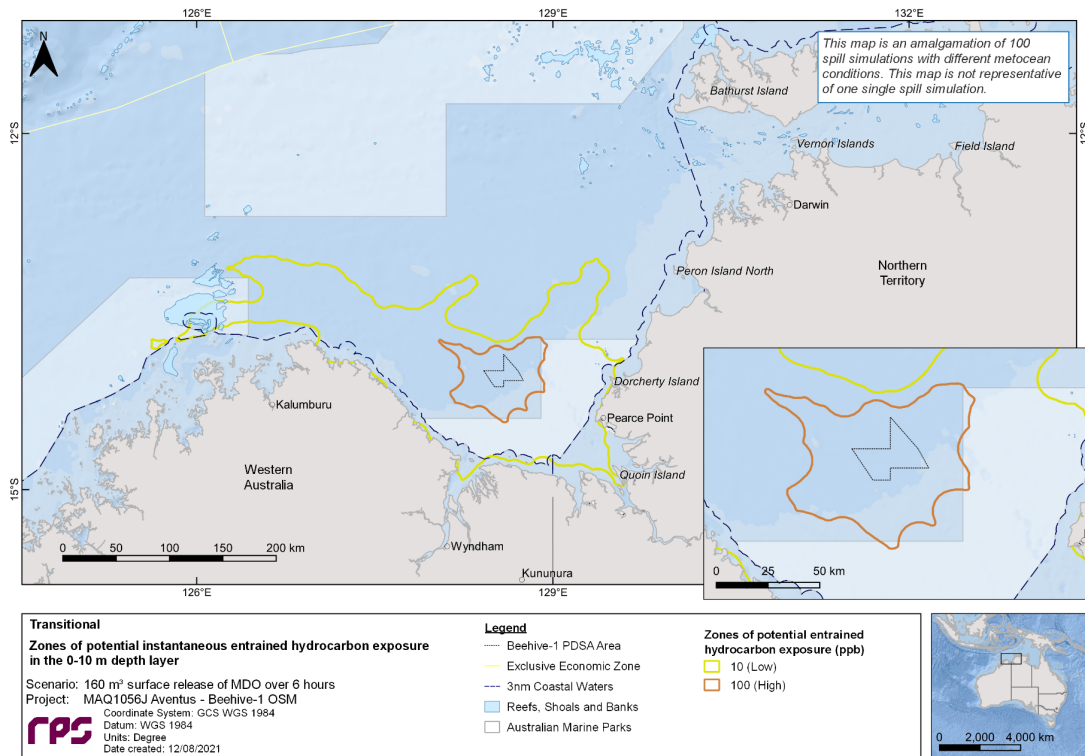 126°E
129°E
132°E
N
This map is an amalgamation of 100
spill simulations with different metocean
conditions. This map is not representative
of one single spill simulation.
Bathurst Island
12°S
12°S
Vernon Islands
Field Island
Darwin
Peron Island North
Northern
Territory
Dorcherty Island
Kalumburu
Pearce Point
Western
Australia
Quoin Island
15°S
0 50 100 150 200 km
Wyndham
Kununura
0 25 50 km
126°E
129°E
Transitional
Zones of potential instantaneous entrained hydrocarbon exposure
in the 0-10 m depth layer
Scenario: 160 m³ surface release of MDO over 6 hours
Project: MAQ1056J Aventus - Beehive-1 OSM
rps
Coordinate System: GCS WGS 1984
Datum: WGS 1984
Units: Degree
Date created: 12/08/2021
Legend
Beehive-1 PDSA Area
Exclusive Economic Zone
3nm Coastal Waters
Reefs, Shoals and Banks
Australian Marine Parks
Zones of potential entrained
hydrocarbon exposure (ppb)
10 (Low)
100 (High)
0 2,000 4,000 km